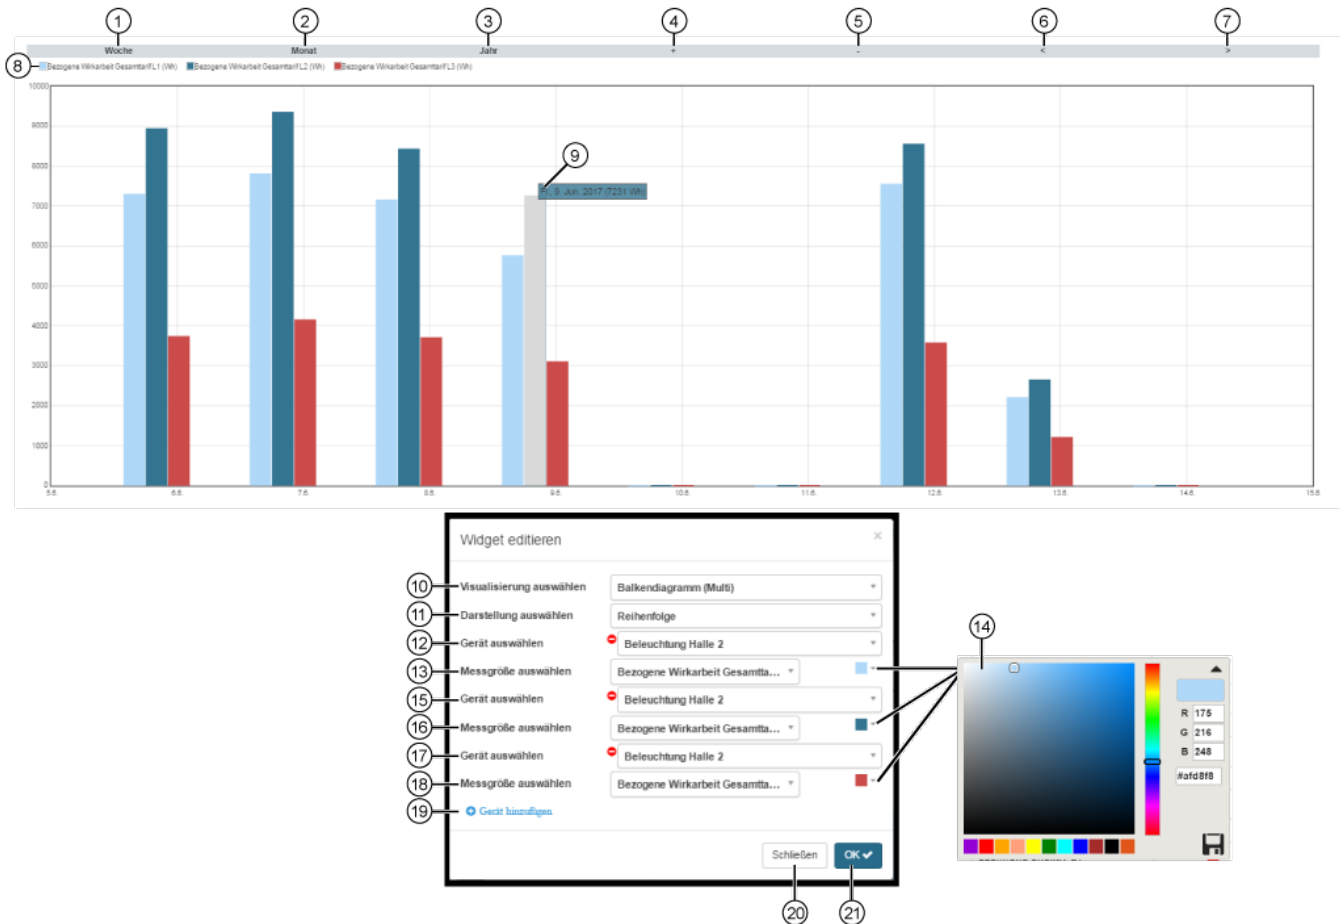 1 2 3 4 5 6 7
Woche Monat Jahr + - < >
8 Bezogene Wirkarbeit GesamttarifL1 (Wh) Bezogene Wirkarbeit GesamttarifL2 (Wh) Bezogene Wirkarbeit GesamttarifL3 (Wh)
10000
9000
9
8000
Fr., 9. Jun. 2017 (7231 Wh)
7000
6000
5000
4000
3000
2000
1000
0
5.6. 6.6. 7.6. 8.6. 9.6. 10.6. 11.6. 12.6. 13.6. 14.6. 15.6.
Widget editieren ×
10 Visualisierung auswählen Balkendiagramm (Multi)
11 Darstellung auswählen Reihenfolge
12 Gerät auswählen Beleuchtung Halle 2
13 Messgröße auswählen Bezogene Wirkarbeit Gesamtta...
15 Gerät auswählen Beleuchtung Halle 2
16 Messgröße auswählen Bezogene Wirkarbeit Gesamtta...
17 Gerät auswählen Beleuchtung Halle 2
18 Messgröße auswählen Bezogene Wirkarbeit Gesamtta...
19 Gerät hinzufügen
Schließen OK
20 21
14
R 175
G 216
B 248
#afd8f8